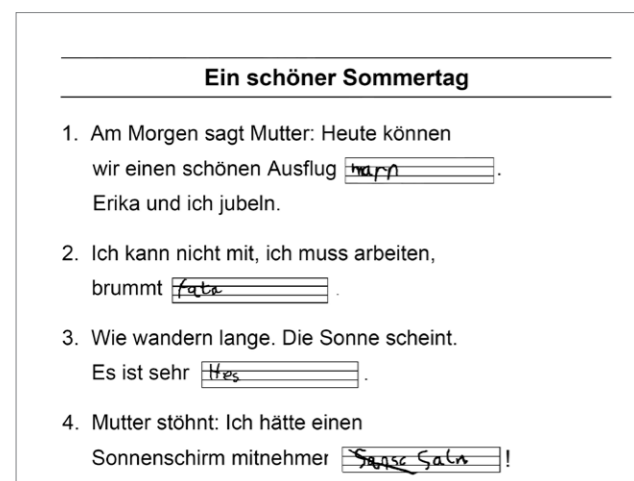 Ein schöner Sommertag
1. Am Morgen sagt Mutter: Heute können
wir einen schönen Ausflug .
Erika und ich jubeln.
2. Ich kann nicht mit, ich muss arbeiten,
brummt fata .
3. Wie wandern lange. Die Sonne scheint.
Es ist sehr Hes .
4. Mutter stöhnt: Ich hätte einen
Sonnenschirm mitnehmer !